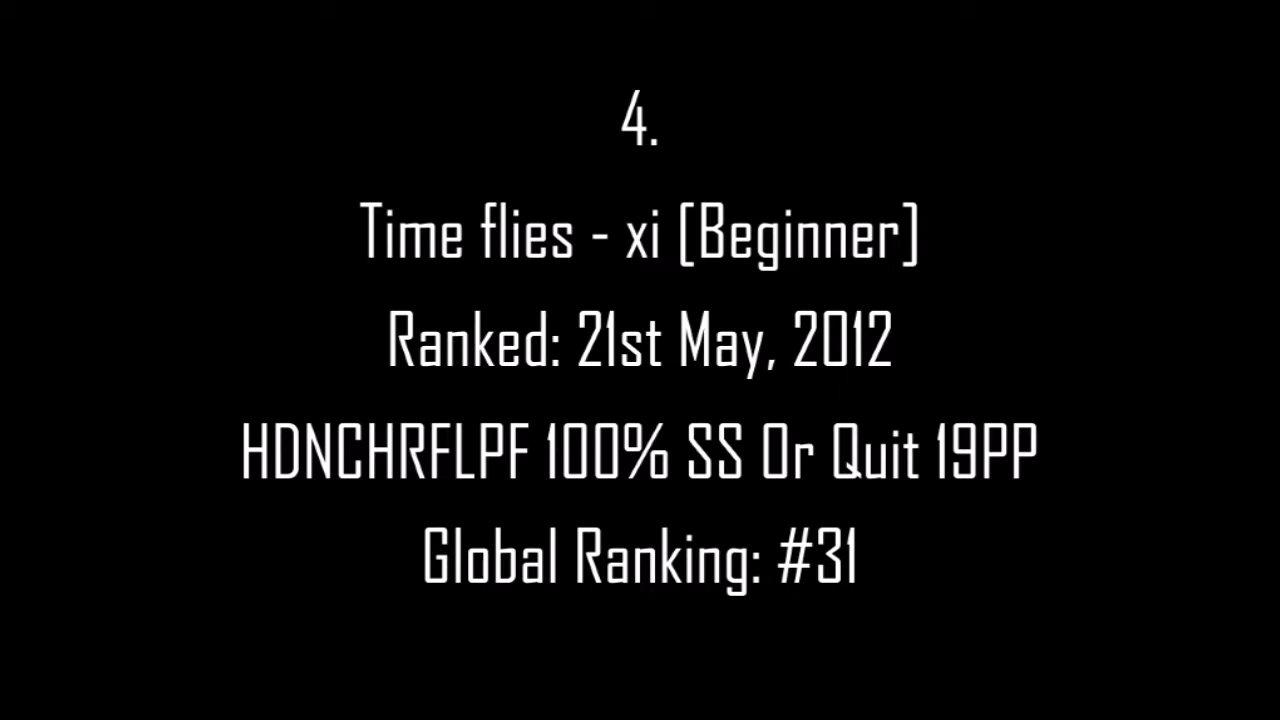 4.
Time flies - xi [Beginner]
Ranked: 21st May, 2012
HDNCHRFLPF 100% SS Or Quit 19PP
Global Ranking: #31